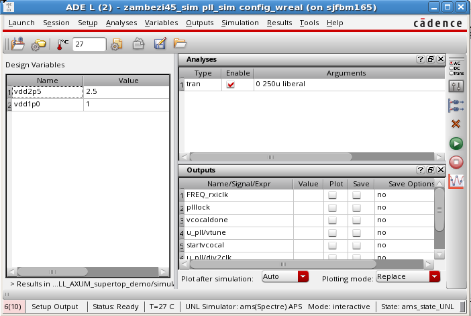 ADE L (2) - zambezi45_sim pll_sim config_wreal (on sjfbm165)
Launch Session Setup Analyses Variables Outputs Simulation Results Tools Help cādence
°C 27
Design Variables
Name Value
1 vdd2p5 2.5
2 vdd1p0 1
> Results in ...LL_AXUM_supertop_demo/simul
Analyses
Type Enable Arguments
1 tran 0 250u liberal
Outputs
Name/Signal/Expr Value Plot Save Save Options
1 FREQ_rxiclk no
2 plllock no
3 vcocaldone no
4 u_pll/vtune no
5 startvcocal no
u_pll/div2clk no
Plot after simulation: Auto Plotting mode: Replace
AC
DC
Trans
6(10) Setup Output Status: Ready T=27 C UNL Simulator: ams(Spectre) APS Mode: interactive State: ams_state_UNL